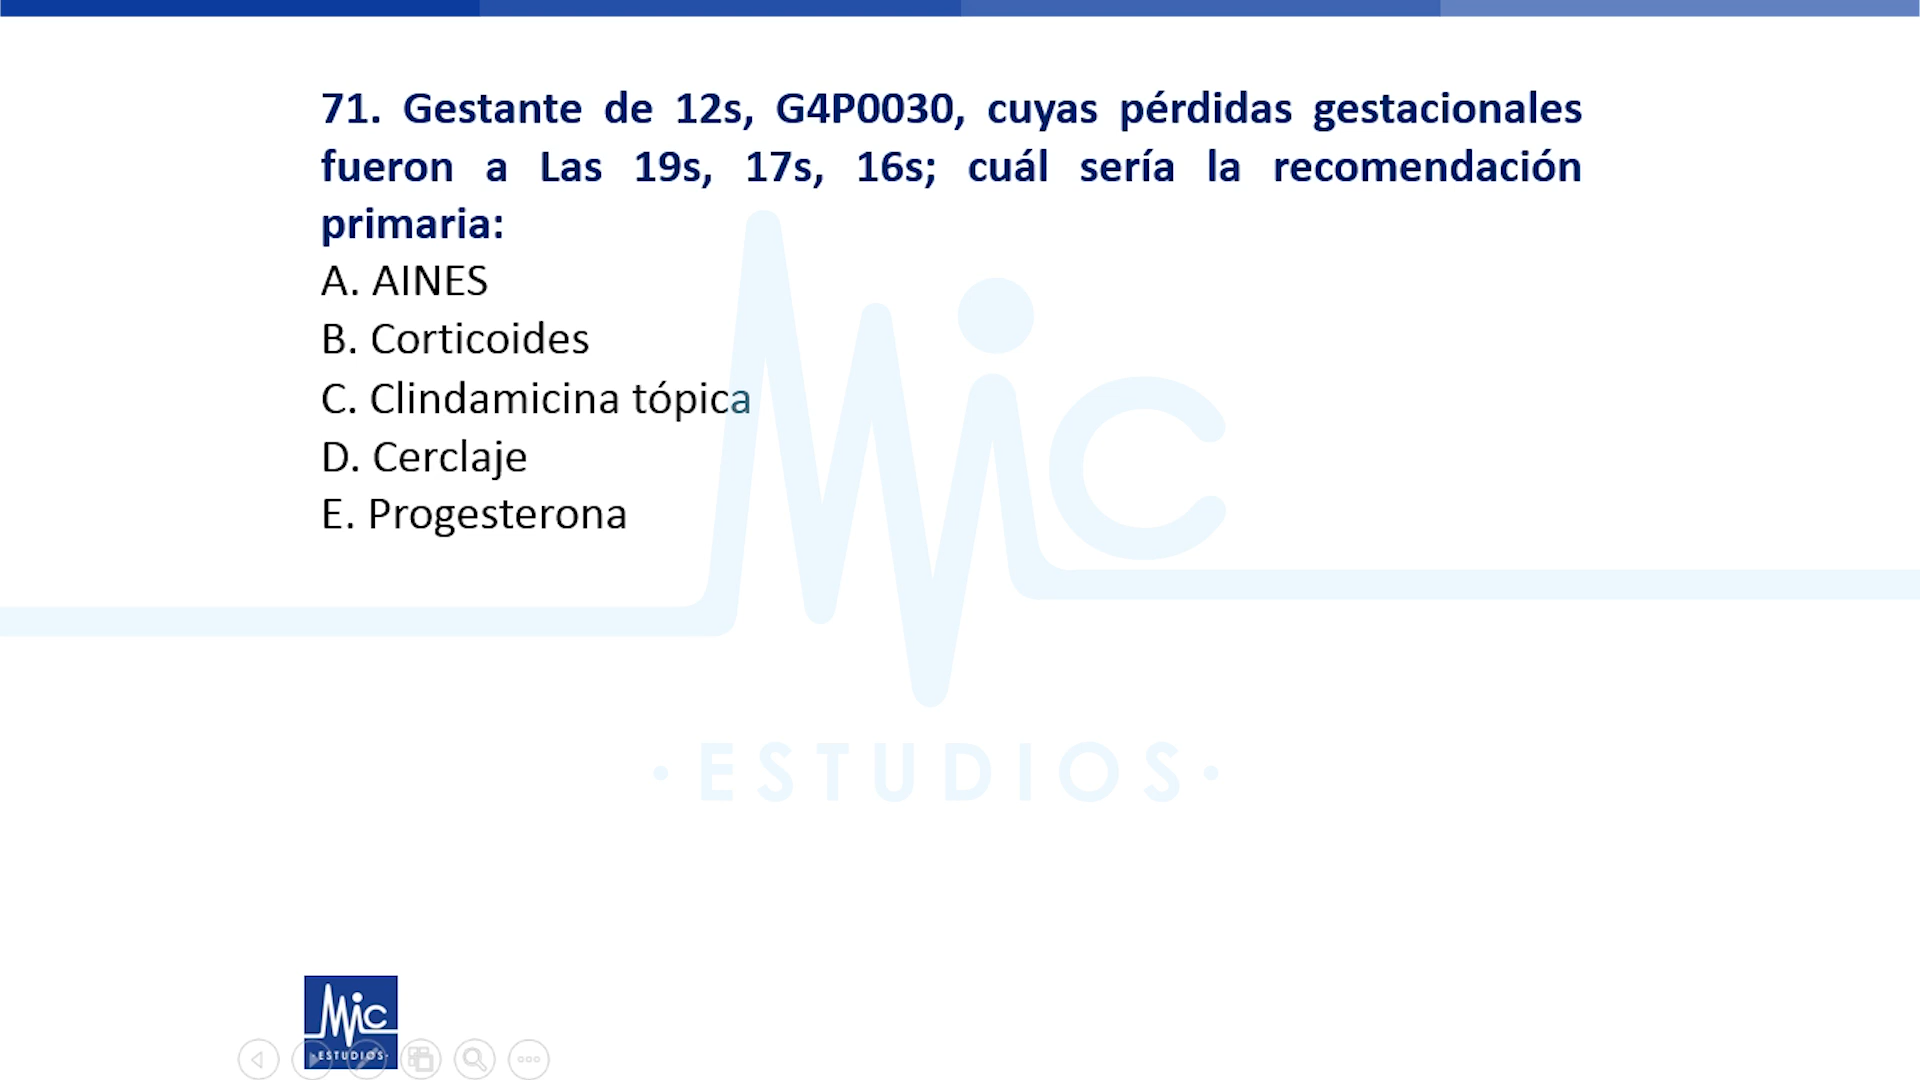 71. Gestante de 12s, G4P0030, cuyas pérdidas gestacionales
fueron a Las 19s, 17s, 16s; cuál sería la recomendación
primaria:
A. AINES
B. Corticoides
C. Clindamicina tópica
D. Cerclaje
E. Progesterona
Mic
·ESTUDIOS·
Mic
·ESTUDIOS·